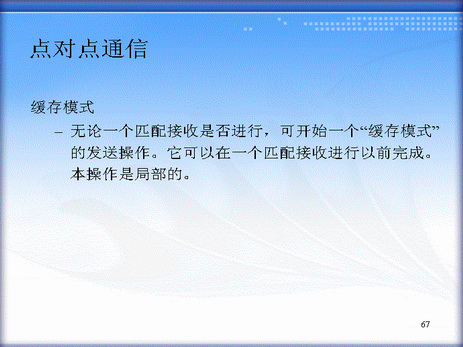 点对点通信
缓存模式
– 无论一个匹配接收是否进行，可开始一个“缓存模式”
的发送操作。它可以在一个匹配接收进行以前完成。
本操作是局部的。
67